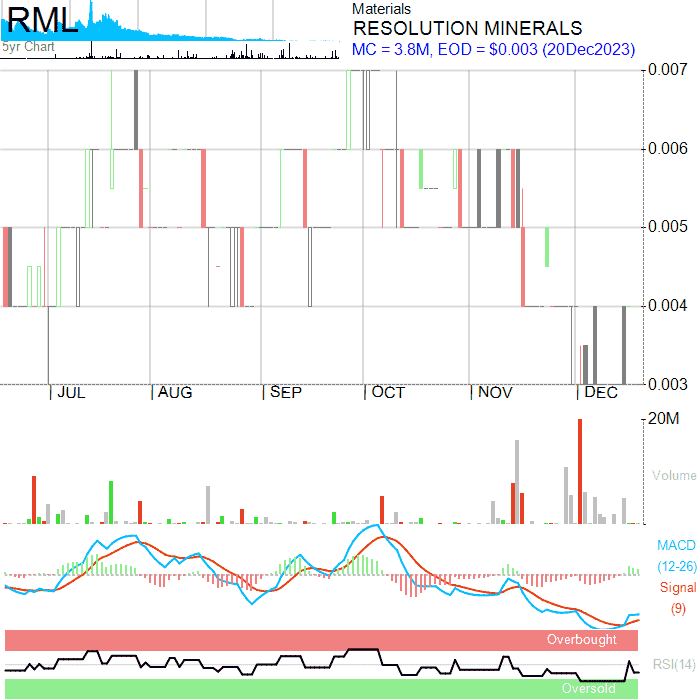 RML
5yr Chart
Materials
RESOLUTION MINERALS
MC = 3.8M, EOD = $0.003 (20Dec2023)
0.007
0.006
0.005
0.004
0.003
JUL AUG SEP OCT NOV DEC
20M
Volume
MACD
(12-26)
Signal
(9)
Overbought
RSI(14)
Oversold